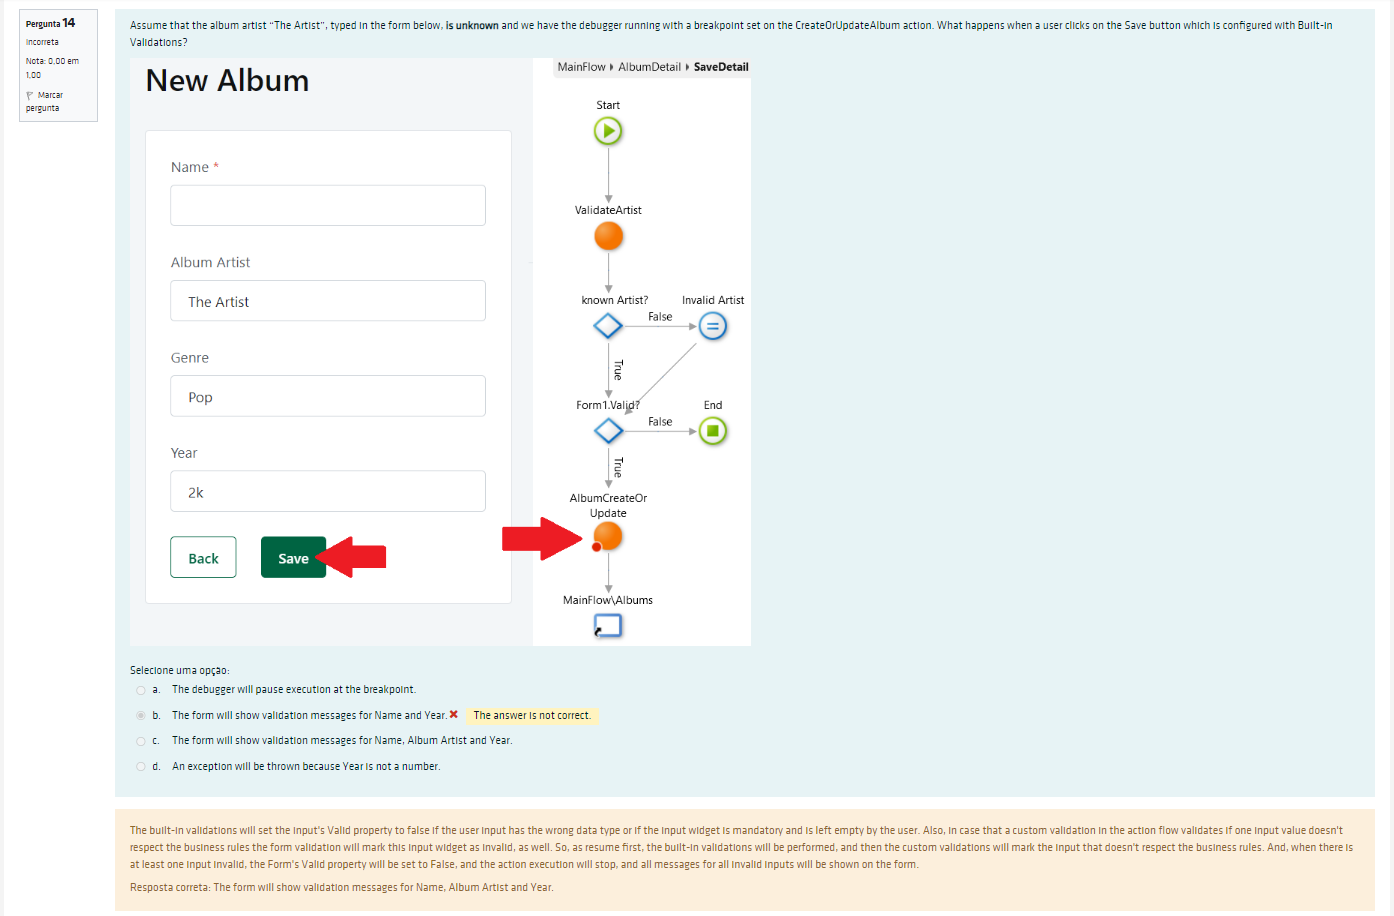 Pergunta 14
Incorreta
Nota: 0,00 em
1,00
Marcar
pergunta
Assume that the album artist "The Artist", typed in the form below, is unknown and we have the debugger running with a breakpoint set on the CreateOrUpdateAlbum action. What happens when a user clicks on the Save button which is configured with Built-in
Validations?
New Album
Name *
Album Artist
The Artist
Genre
Pop
Year
2k
Back
Save
MainFlow AlbumDetail SaveDetail
Start
ValidateArtist
known Artist?
Invalid Artist
False
True
Form1.Valid?
End
False
True
AlbumCreateOr
Update
MainFlow\Albums
Selecione uma opção:
a. The debugger will pause execution at the breakpoint.
b. The form will show validation messages for Name and Year. The answer is not correct.
c. The form will show validation messages for Name, Album Artist and Year.
d. An exception will be thrown because Year is not a number.
The built-in validations will set the input's Valid property to false if the user input has the wrong data type or if the input widget is mandatory and is left empty by the user. Also, in case that a custom validation in the action flow validates if one input value doesn't
respect the business rules the form validation will mark this input widget as invalid, as well. So, as resume first, the built-in validations will be performed, and then the custom validations will mark the input that doesn't respect the business rules. And, when there is
at least one input invalid, the Form's Valid property will be set to False, and the action execution will stop, and all messages for all invalid inputs will be shown on the form.
Resposta correta: The form will show validation messages for Name, Album Artist and Year.